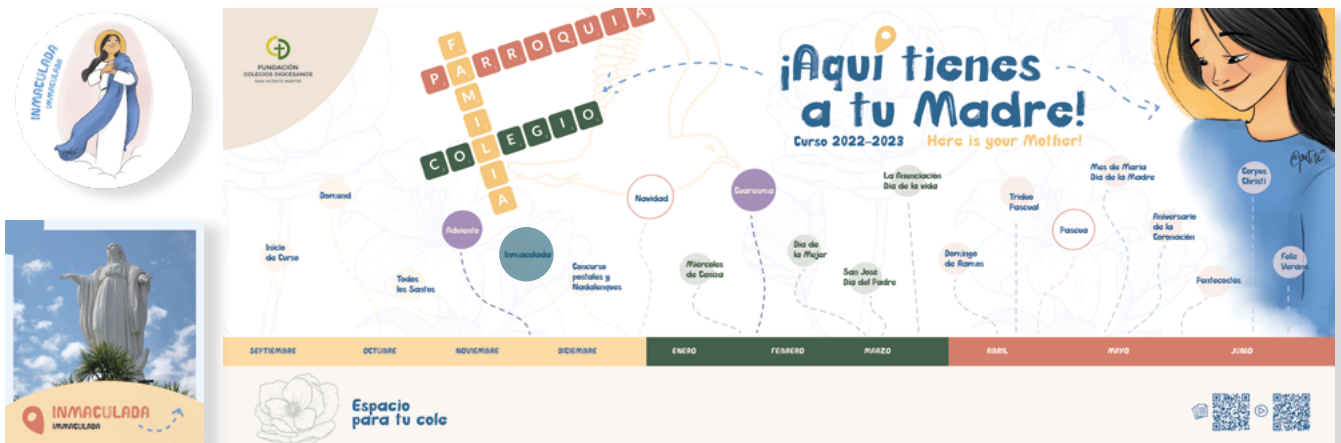 INMACULADA
IMMACULADA
INMACULADA
IMMACULADA
FUNDACIÓN
COLEGIOS DIOCESANOS
SAN VICENTE MÁRTIR
PARROQUIA
FAMILIA
COLEGIO
¡Aquí tienes
a tu Madre!
Curso 2022-2023 Here is your Mother!
Inicio
de Curso
Domund
Todos
los Santos
Adviento
Inmaculada
Concurso
postales y
Nadalenques
Navidad
Miércoles
de Ceniza
Cuaresma
Día de
la Mujer
San José
Día del Padre
La Anunciación
Día de la vida
Domingo
de Ramos
Triduo
Pascual
Pascua
Mes de María
Día de la Madre
Aniversario
de la
Coronación
Pentecostés
Corpus
Christi
Feliz
Verano
SEPTIEMBRE OCTUBRE NOVIEMBRE DICIEMBRE ENERO FEBRERO MARZO ABRIL MAYO JUNIO
Espacio
para tu cole